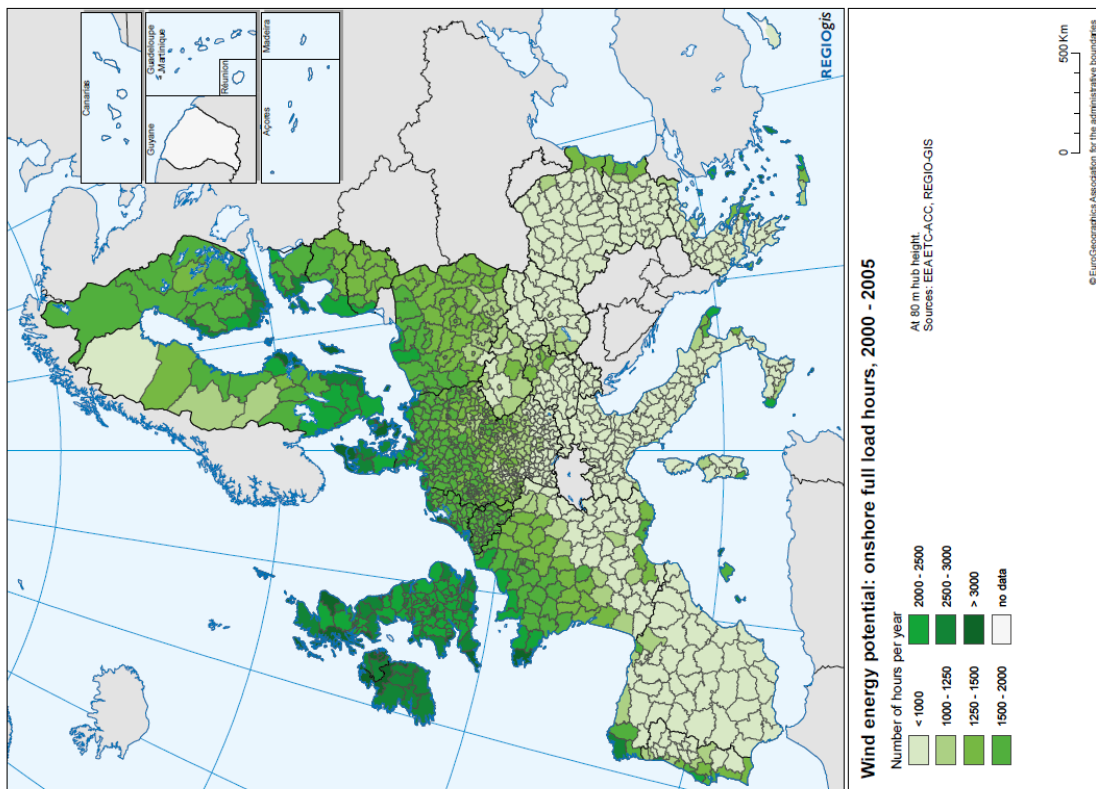 Canarias
Guadeloupe
Martinique
Réunion
Guyane
Madeira
Açores
REGIOgis
Wind energy potential: onshore full load hours, 2000 - 2005
Number of hours per year
< 1000
1000 - 1250
1250 - 1500
1500 - 2000
2000 - 2500
2500 - 3000
> 3000
no data
At 80 m hub height.
Sources: EEA ETC-ACC, REGIO-GIS
0 500 Km
© EuroGeographics Association for the administrative boundaries